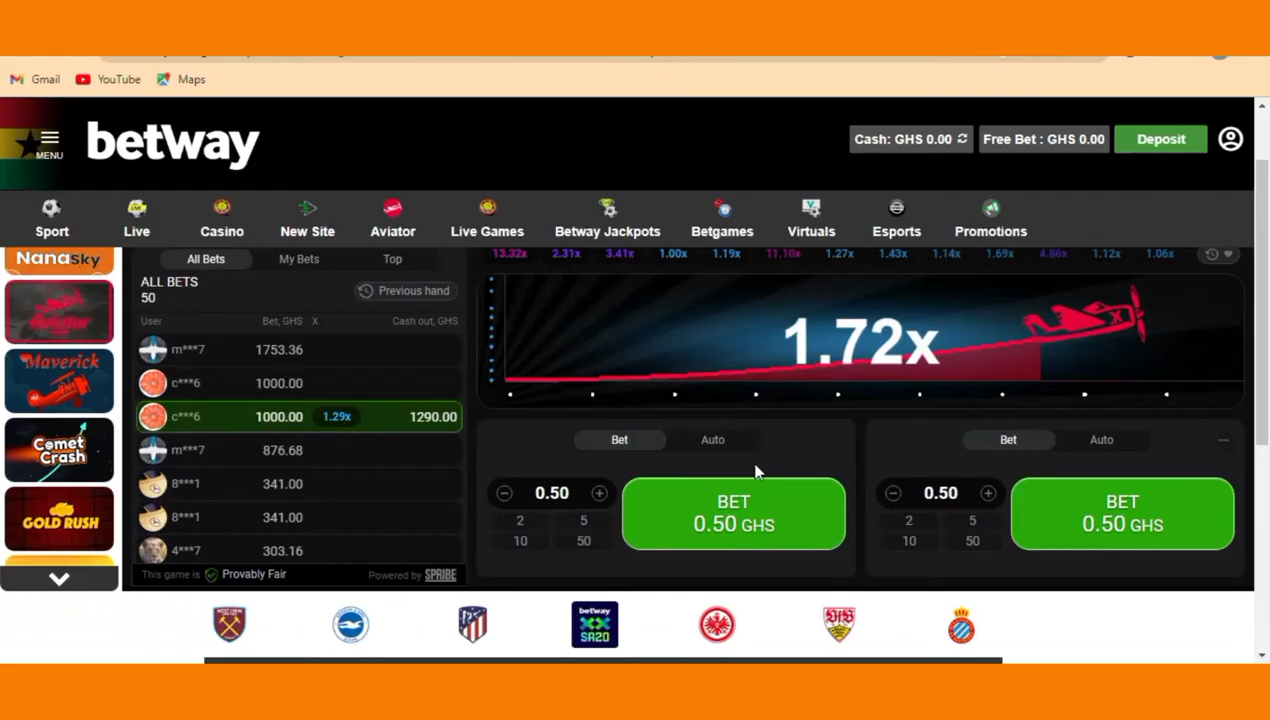 Gmail YouTube Maps
MENU betway Cash: GHS 0.00 Free Bet : GHS 0.00 Deposit
Sport Live Casino New Site Aviator Live Games Betway Jackpots Betgames Virtuals Esports Promotions
NanaSky
Aviator
Maverick
Comet
Crash
GOLD RUSH
All Bets My Bets Top
ALL BETS
50
Previous hand
User Bet, GHS X Cash out, GHS
m***7 1753.36
c***6 1000.00
c***6 1000.00 1.29x 1290.00
m***7 876.68
8***1 341.00
8***1 341.00
4***7 303.16
This game is Provably Fair Powered by SPRIBE
13.32x 2.31x 3.41x 1.00x 1.19x 11.10x 1.27x 1.43x 1.14x 1.69x 4.86x 1.12x 1.06x
1.72x
X
Bet Auto
0.50
2 5
10 50
BET
0.50 GHS
Bet Auto
0.50
2 5
10 50
BET
0.50 GHS
WEST HAM
UNITED
betway
SA20
VfB